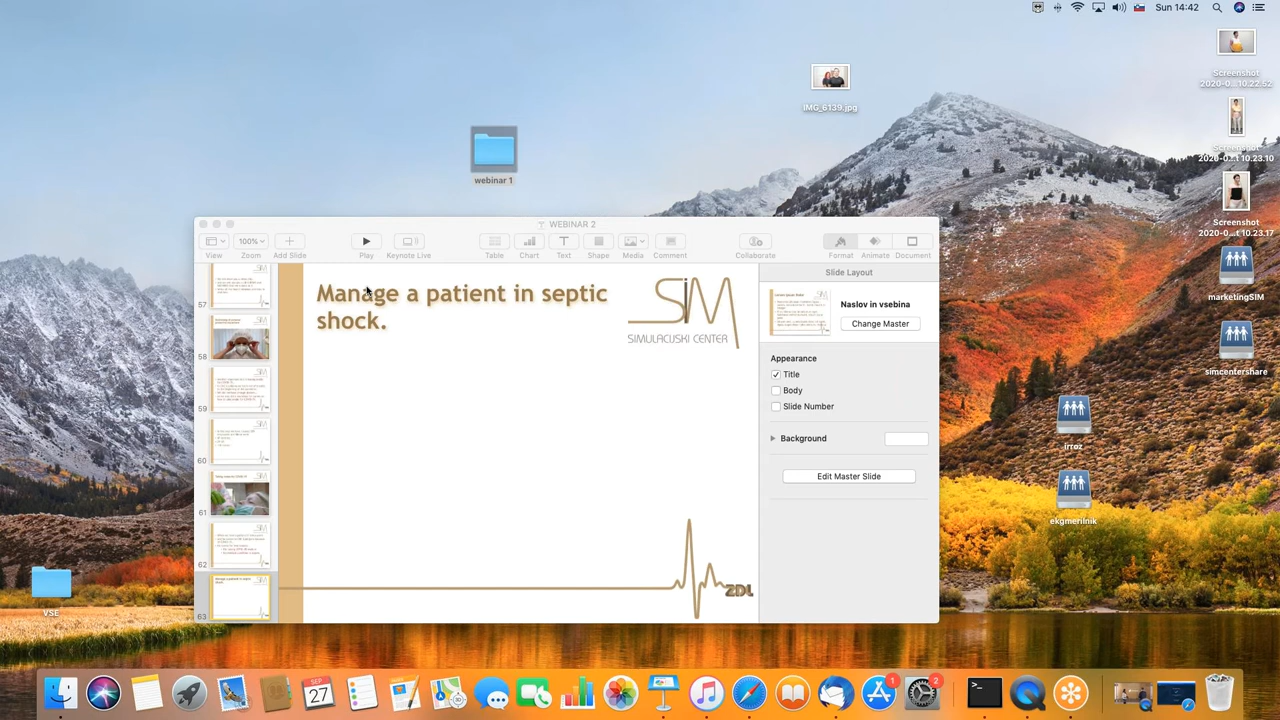 Sun 14:42
Screenshot
2020-0...10.22.52
IMG_6139.jpg
Screenshot
2020-0...t 10.23.10
webinar 1
Screenshot
2020-0...t 10.23.17
WEBINAR 2
100%
View
Zoom
Add Slide
Play
Keynote Live
Table
Chart
Text
Shape
Media
Comment
Collaborate
Format
Animate
Document
57
58
59
60
61
62
63
Manage a patient in septic
shock.
SIM
SIMULACIJSKI CENTER
ZDL
Slide Layout
Naslov in vsebina
Change Master
Appearance
Title
Body
Slide Number
Background
Edit Master Slide
marketingSIM
simcentershare
irroz
ekgmerilnik
VSE
SEP
27
1
2